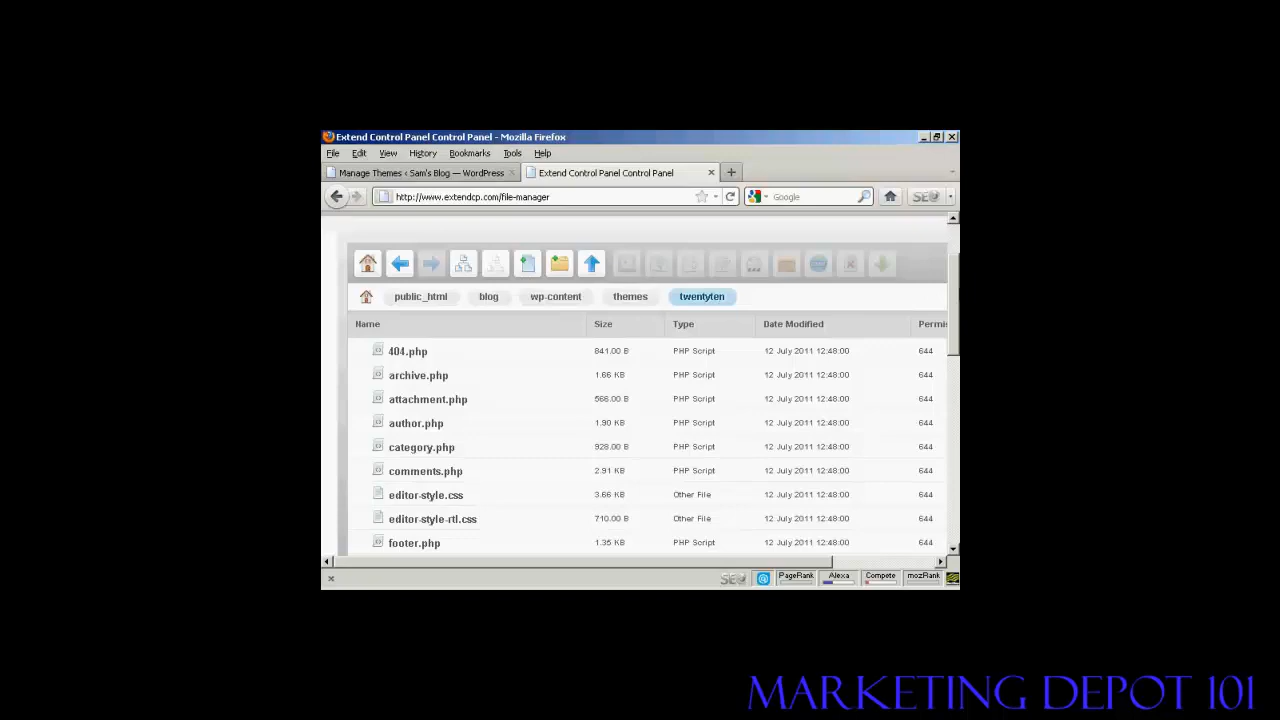 Extend Control Panel Control Panel - Mozilla Firefox
File Edit View History Bookmarks Tools Help
Manage Themes ‹ Sam's Blog — WordPress Extend Control Panel Control Panel
http://www.extendcp.com/file-manager Google SEO
public_html blog wp-content themes twentyten
Name Size Type Date Modified Permis
404.php 841.00 B PHP Script 12 July 2011 12:48:00 644
archive.php 1.66 KB PHP Script 12 July 2011 12:48:00 644
attachment.php 566.00 B PHP Script 12 July 2011 12:48:00 644
author.php 1.90 KB PHP Script 12 July 2011 12:48:00 644
category.php 928.00 B PHP Script 12 July 2011 12:48:00 644
comments.php 2.91 KB PHP Script 12 July 2011 12:48:00 644
editor-style.css 3.66 KB Other File 12 July 2011 12:48:00 644
editor-style-rtl.css 710.00 B Other File 12 July 2011 12:48:00 644
footer.php 1.35 KB PHP Script 12 July 2011 12:48:00 644
SEO PageRank Alexa Compete mozRank
MARKETING DEPOT 101